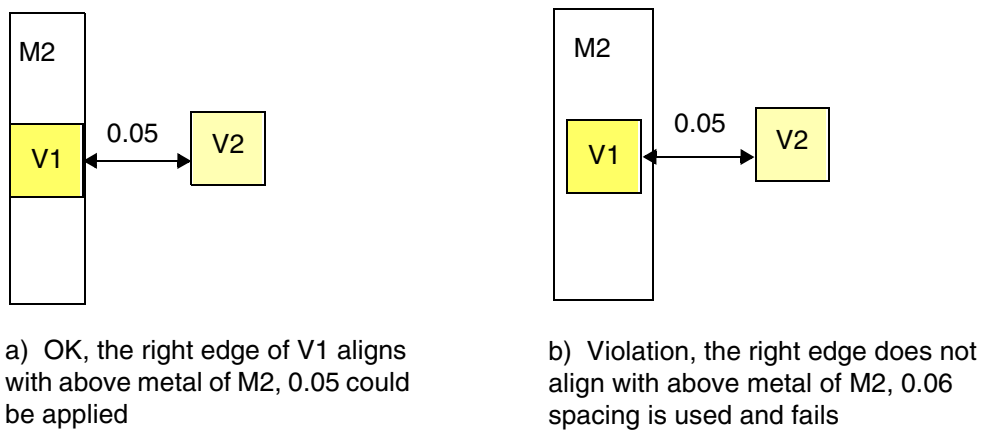 M2
V1
0.05
V2
a) OK, the right edge of V1 aligns
with above metal of M2, 0.05 could
be applied
M2
V1
0.05
V2
b) Violation, the right edge does not
align with above metal of M2, 0.06
spacing is used and fails